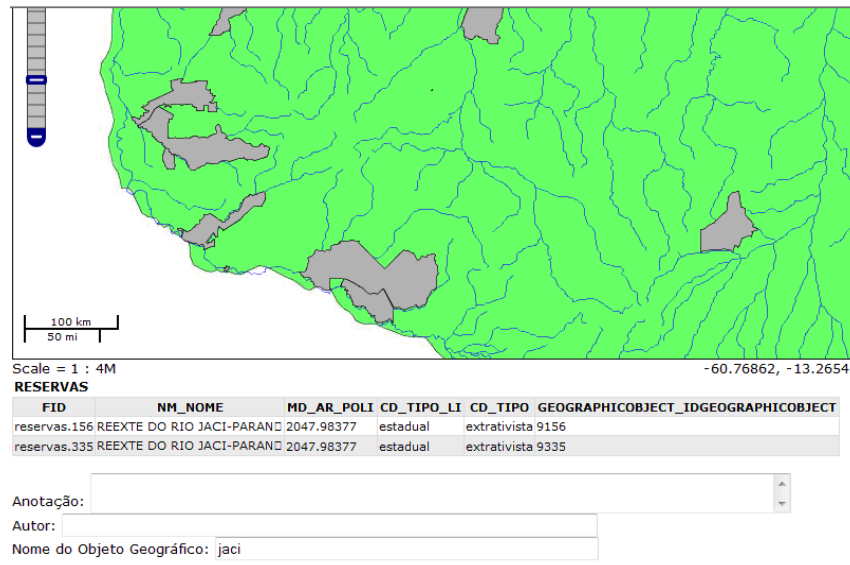 100 km
50 mi
Scale = 1 : 4M -60.76862, -13.2654
RESERVAS
FID NM_NOME MD_AR_POLI CD_TIPO_LI CD_TIPO GEOGRAPHICOBJECT_IDGEOGRAPHICOBJECT
reservas.156 REEXTE DO RIO JACI-PARAN▯ 2047.98377 estadual extrativista 9156
reservas.335 REEXTE DO RIO JACI-PARAN▯ 2047.98377 estadual extrativista 9335
Anotação:
Autor:
Nome do Objeto Geográfico: jaci